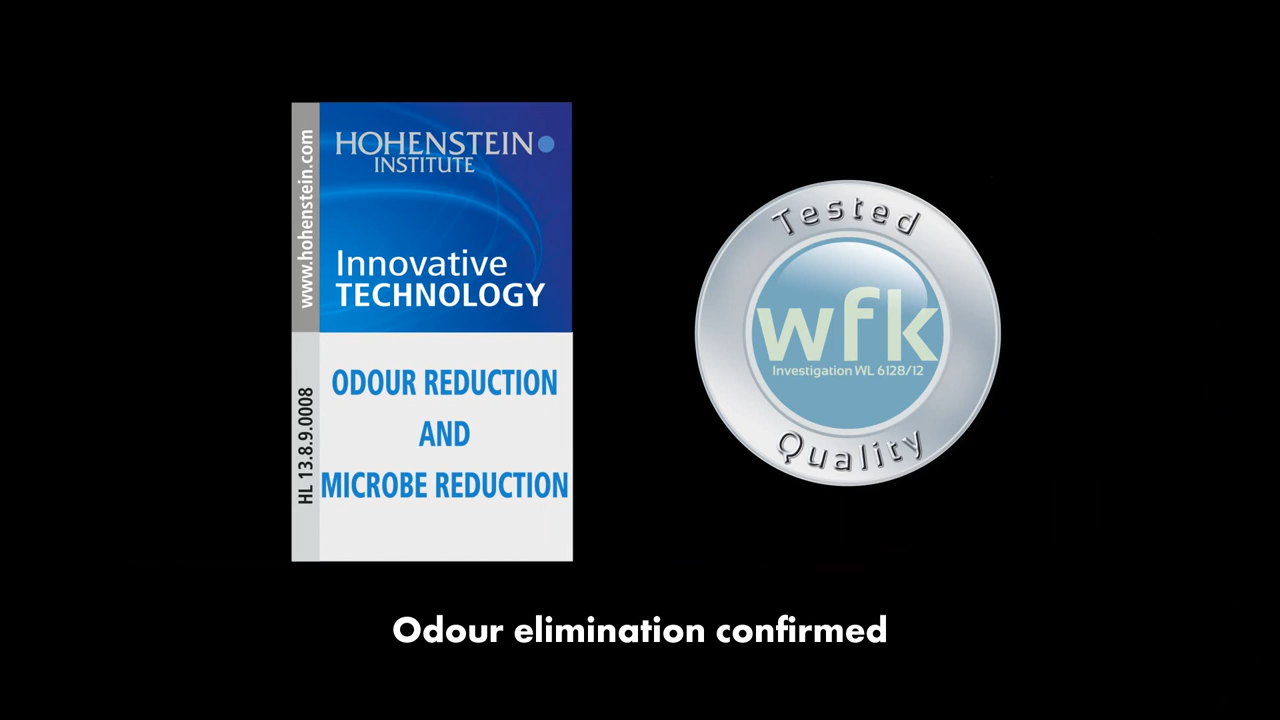 www.hohenstein.com
HOHENSTEIN
INSTITUTE
Innovative
TECHNOLOGY
HL 13.8.9.0008
ODOUR REDUCTION
AND
MICROBE REDUCTION
Tested
wfk
Investigation WL 6128/12
Quality
Odour elimination confirmed